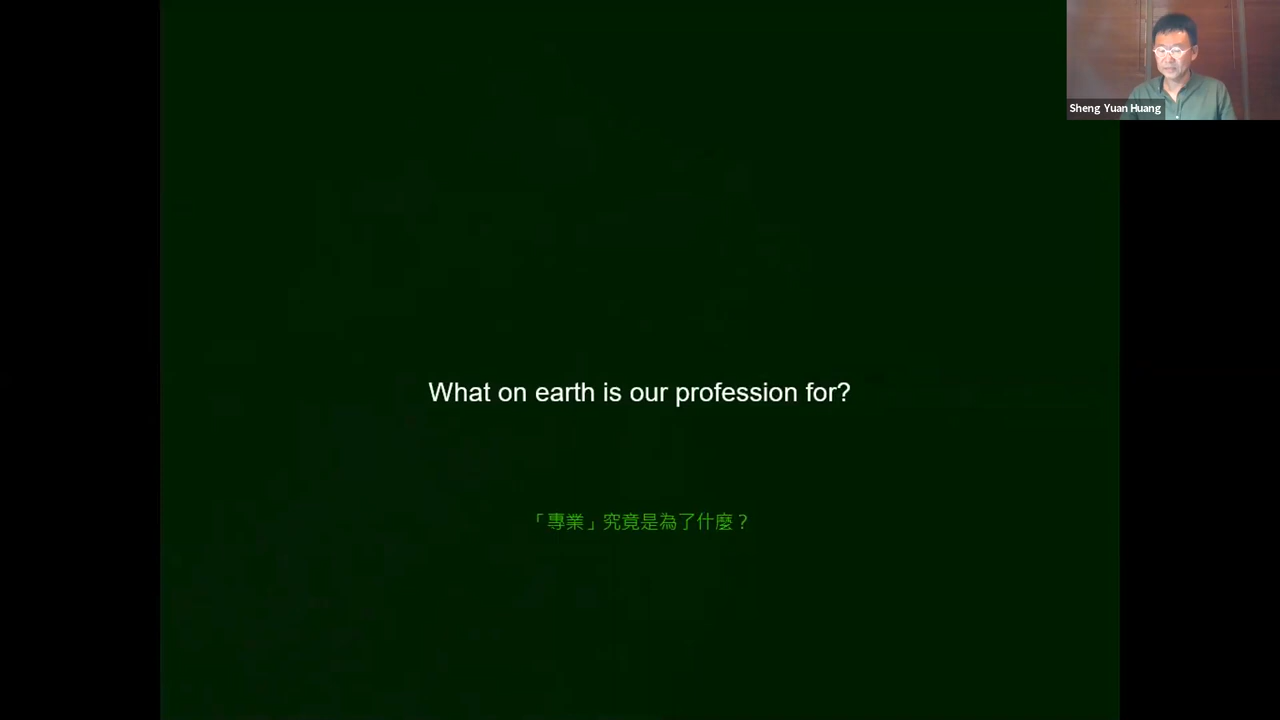 Sheng Yuan Huang
What on earth is our profession for?
「專業」究竟是為了什麼？